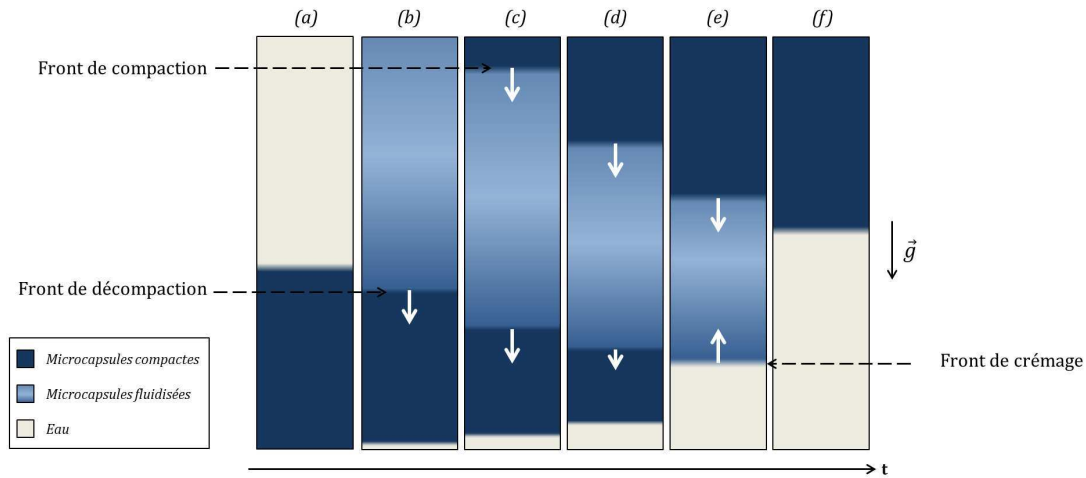 (a)
(b)
(c)
(d)
(e)
(f)
Front de compaction
g
Front de décompaction
Microcapsules compactes
Microcapsules fluidisées
Eau
Front de crémage
t